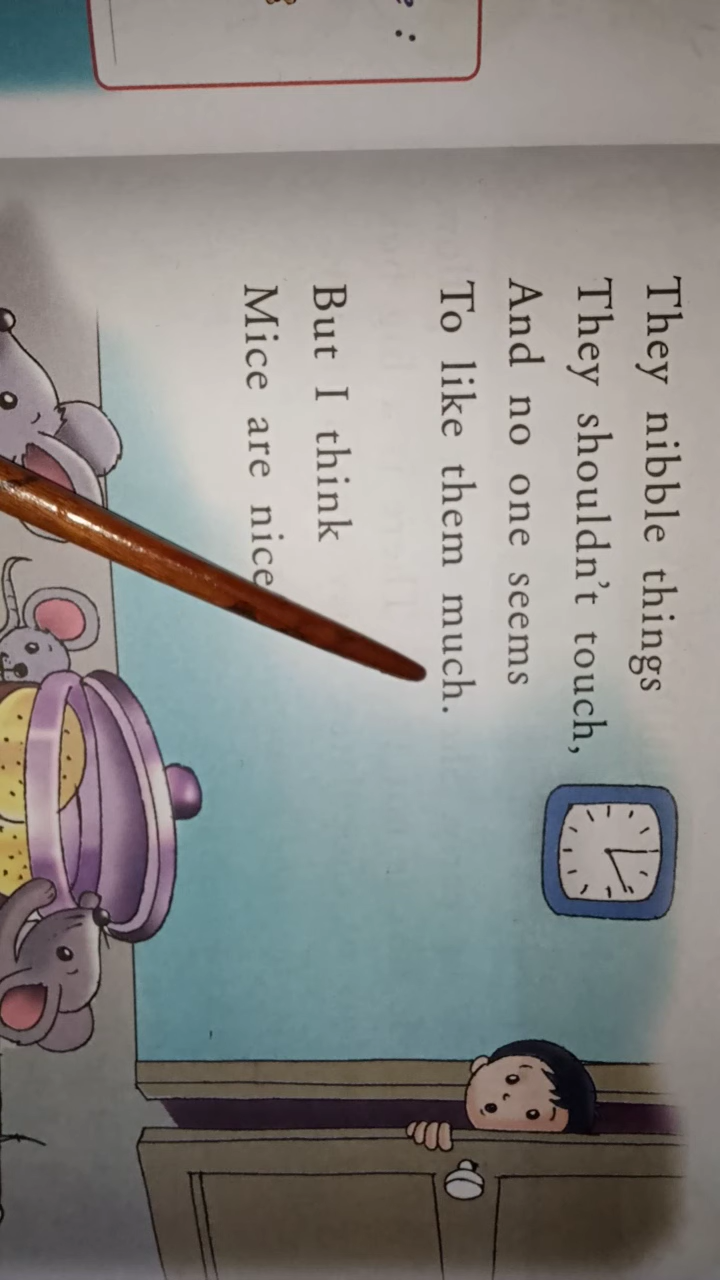 They nibble things
They shouldn't touch,
And no one seems
To like them much.
But I think
Mice are nice